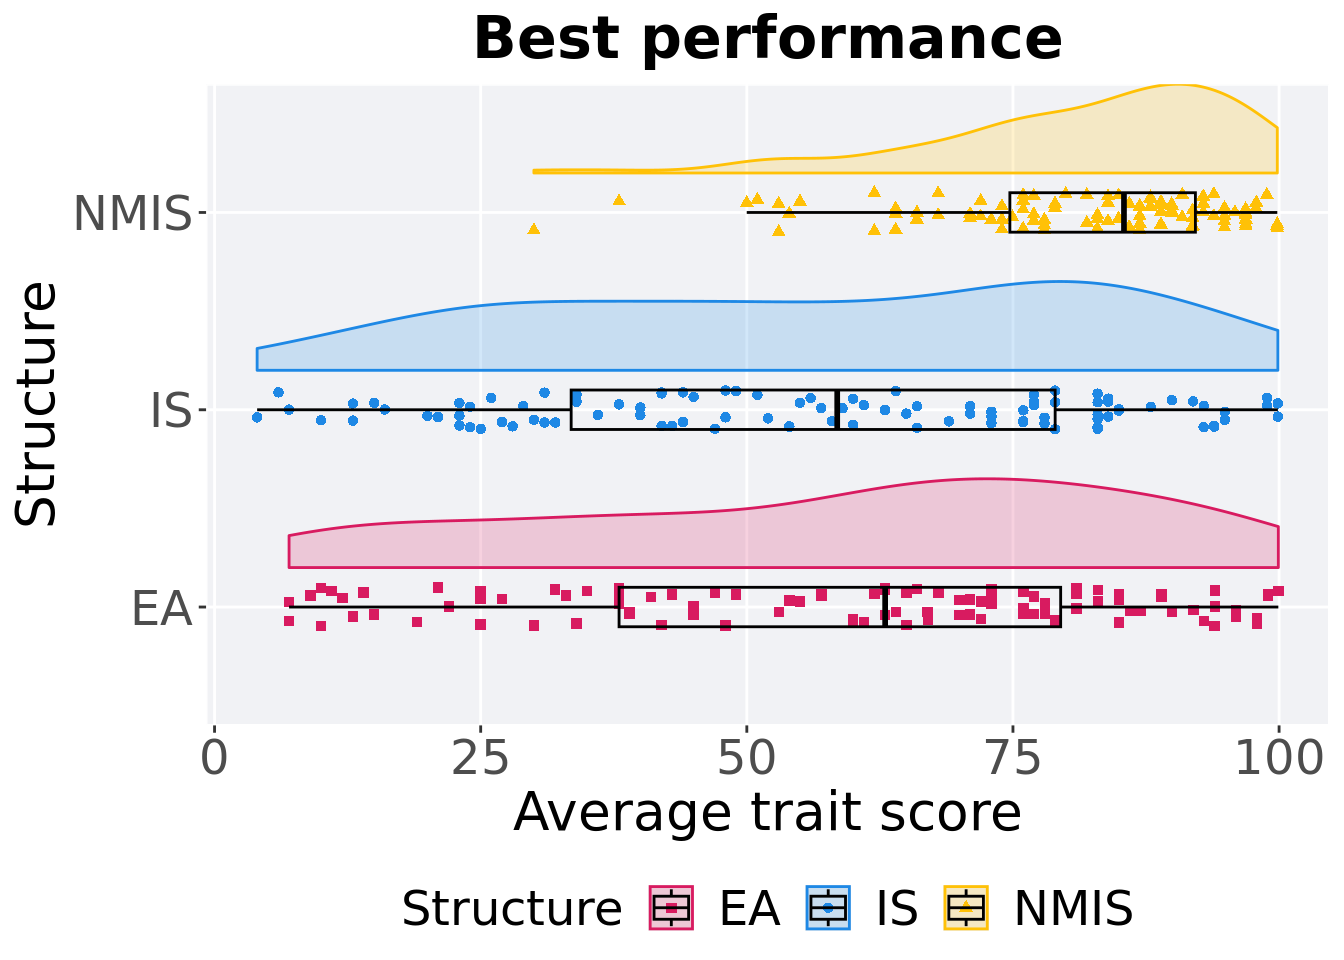 Best performance
Structure
NMIS
IS
EA
0 25 50 75 100
Average trait score
Structure EA IS NMIS